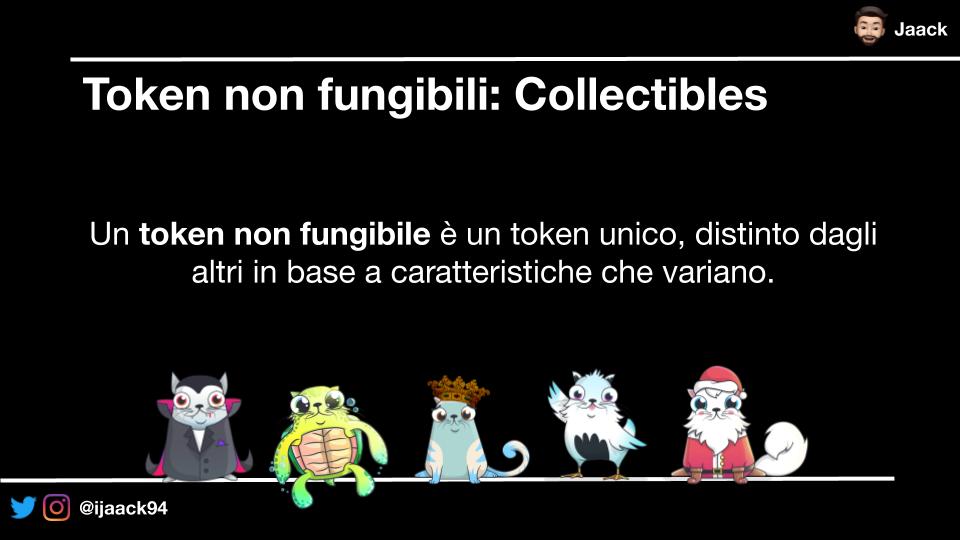 Jaack
Token non fungibili: Collectibles
Un token non fungibile è un token unico, distinto dagli
altri in base a caratteristiche che variano.
@ijaack94